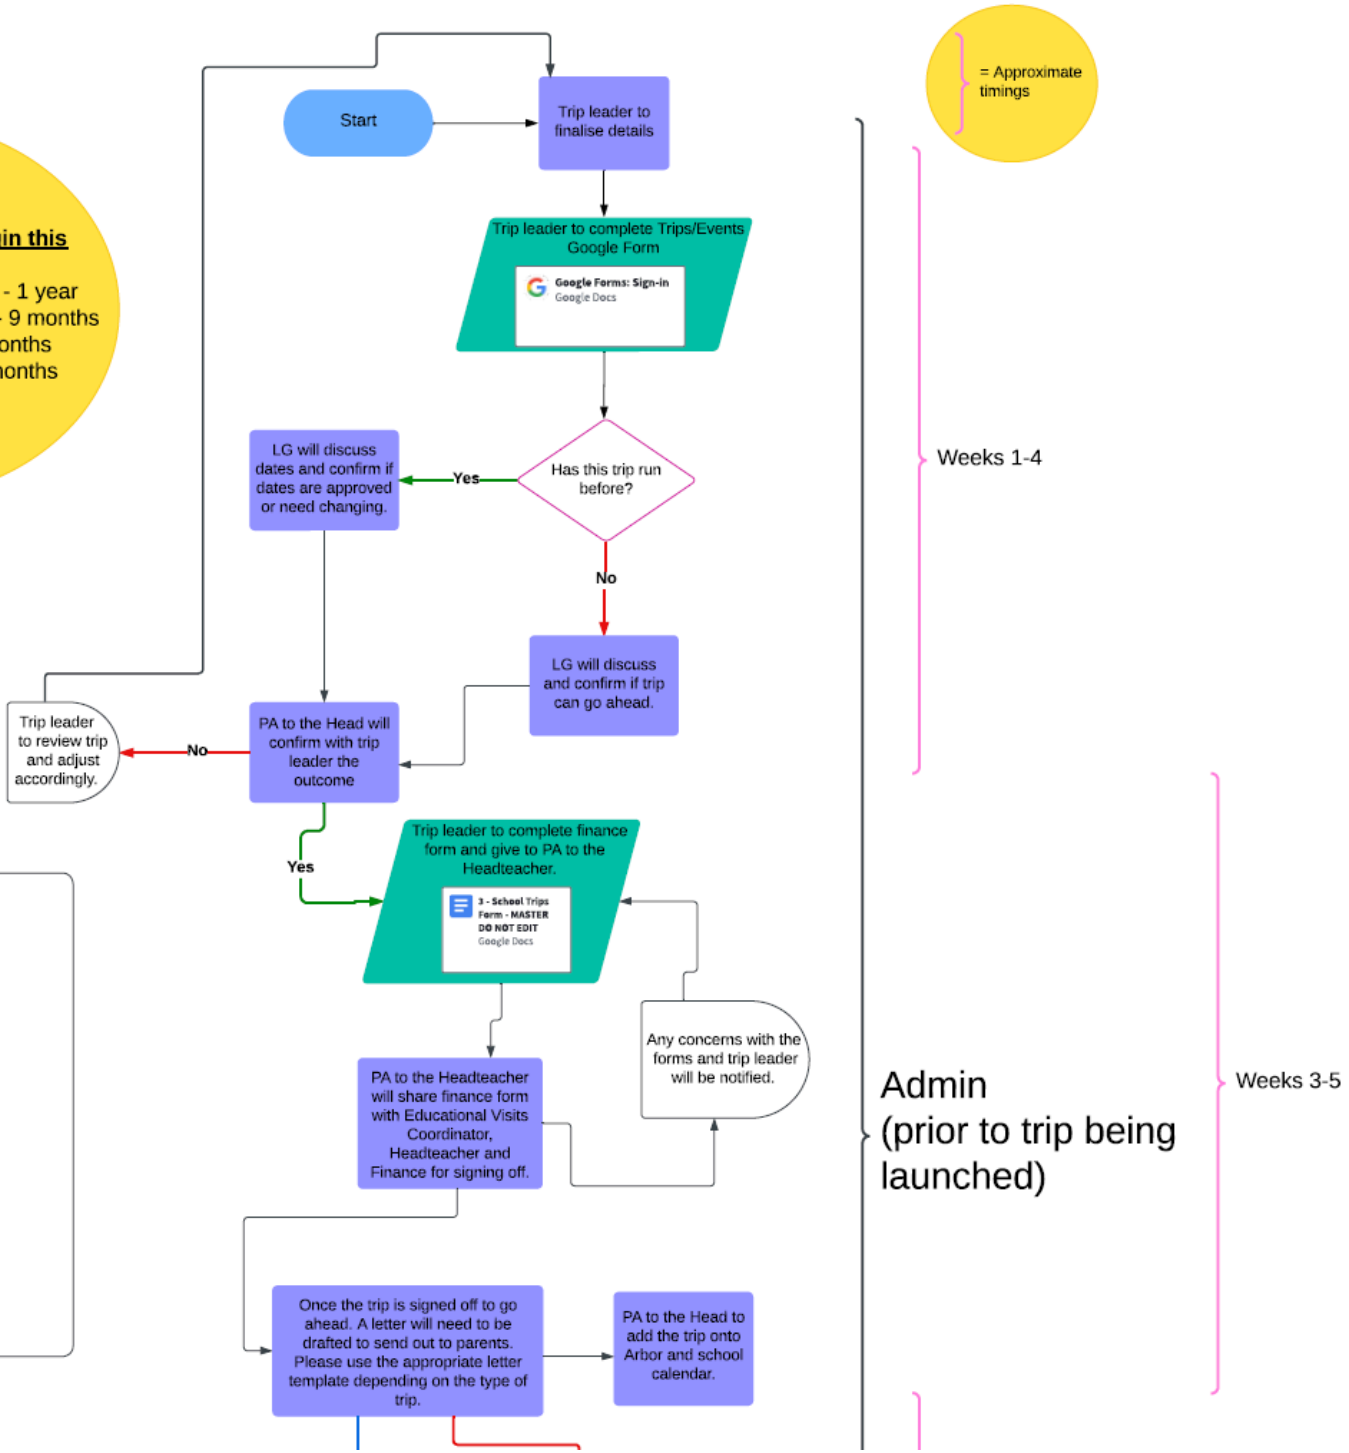 = Approximate
timings
Start
Trip leader to
finalise details
in this
- 1 year
- 9 months
onths
onths
Trip leader to complete Trips/Events
Google Form
Google Forms: Sign-in
Google Docs
Has this trip run
before?
Yes
No
LG will discuss
dates and confirm if
dates are approved
or need changing.
Weeks 1-4
LG will discuss
and confirm if trip
can go ahead.
PA to the Head will
confirm with trip
leader the
outcome
No
Trip leader
to review trip
and adjust
accordingly.
Yes
Trip leader to complete finance
form and give to PA to the
Headteacher.
3 - School Trips
Form - MASTER
DO NOT EDIT
Google Docs
Any concerns with the
forms and trip leader
will be notified.
PA to the Headteacher
will share finance form
with Educational Visits
Coordinator,
Headteacher and
Finance for signing off.
Admin
(prior to trip being
launched)
Weeks 3-5
Once the trip is signed off to go
ahead. A letter will need to be
drafted to send out to parents.
Please use the appropriate letter
template depending on the type of
trip.
PA to the Head to
add the trip onto
Arbor and school
calendar.